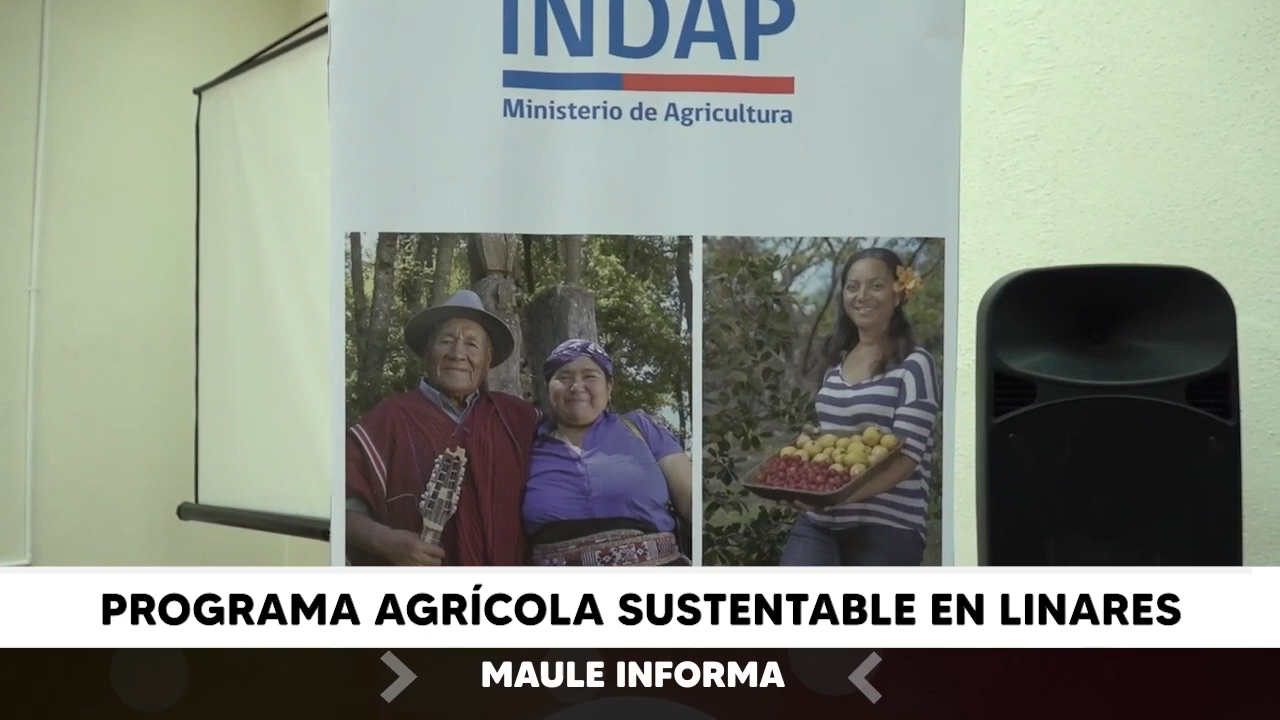 INDAP
Ministerio de Agricultura
PROGRAMA AGRÍCOLA SUSTENTABLE EN LINARES
MAULE INFORMA